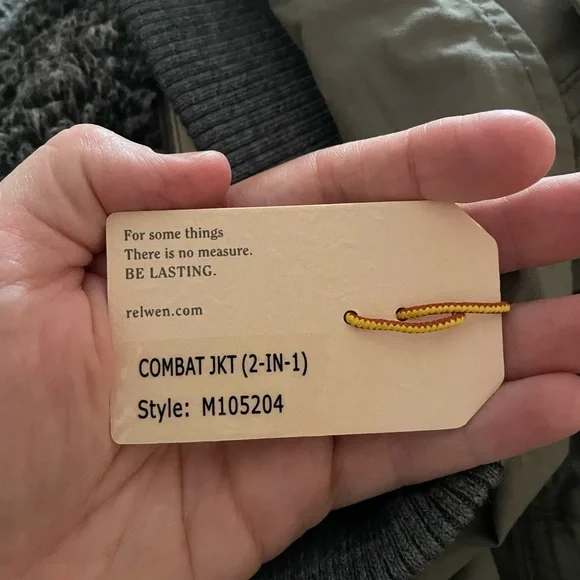 For some things
There is no measure.
BE LASTING.
relwen.com
COMBAT JKT (2-IN-1)
Style: M105204